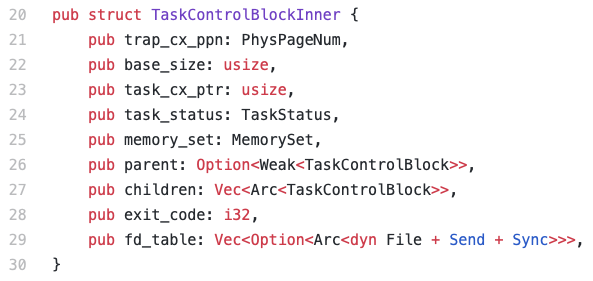 20 pub struct TaskControlBlockInner {
21     pub trap_cx_ppn: PhysPageNum,
22     pub base_size: usize,
23     pub task_cx_ptr: usize,
24     pub task_status: TaskStatus,
25     pub memory_set: MemorySet,
26     pub parent: Option<Weak<TaskControlBlock>>,
27     pub children: Vec<Arc<TaskControlBlock>>,
28     pub exit_code: i32,
29     pub fd_table: Vec<Option<Arc<dyn File + Send + Sync>>>,
30 }